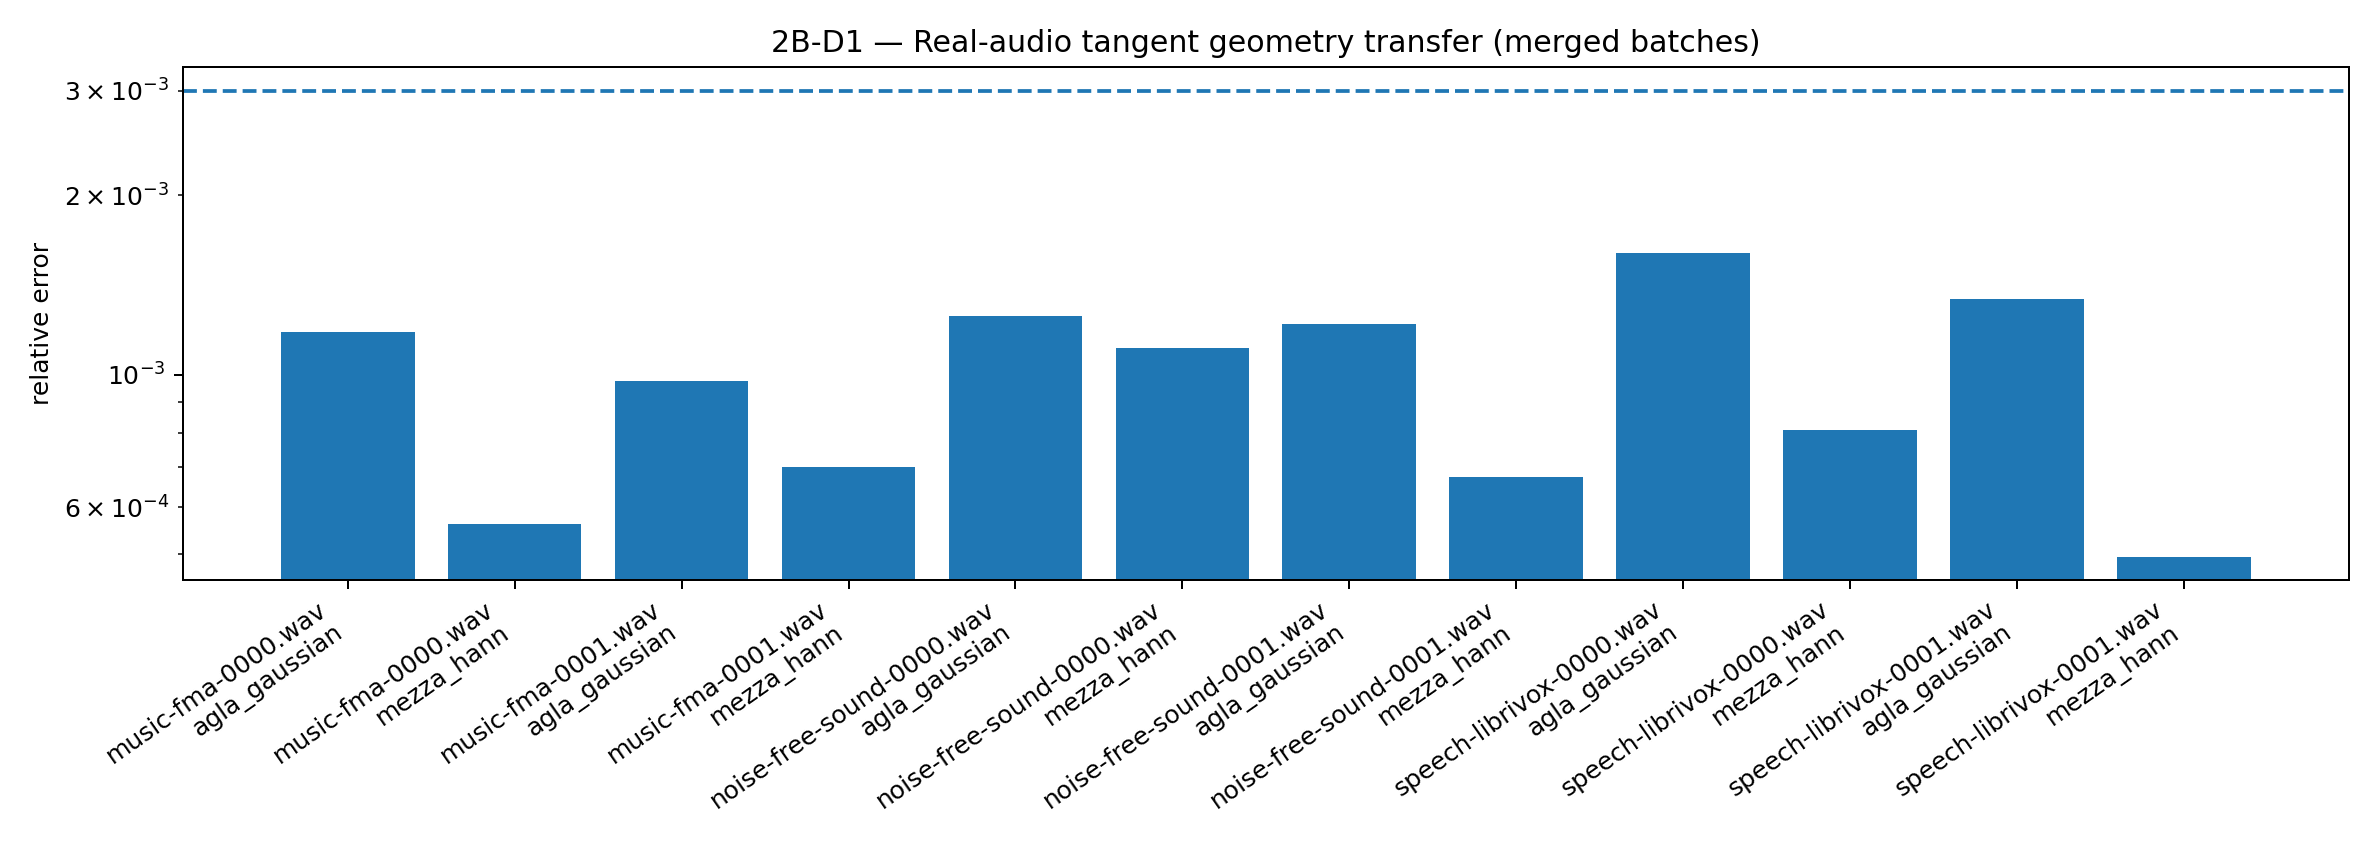 2B-D1 — Real-audio tangent geometry transfer (merged batches)
relative error
3 × 10⁻³
2 × 10⁻³
10⁻³
6 × 10⁻⁴
music-fma-0000.wav
agla_gaussian
music-fma-0000.wav
mezza_hann
music-fma-0001.wav
agla_gaussian
music-fma-0001.wav
mezza_hann
noise-free-sound-0000.wav
agla_gaussian
noise-free-sound-0000.wav
mezza_hann
noise-free-sound-0001.wav
agla_gaussian
noise-free-sound-0001.wav
mezza_hann
speech-librivox-0000.wav
agla_gaussian
speech-librivox-0000.wav
mezza_hann
speech-librivox-0001.wav
agla_gaussian
speech-librivox-0001.wav
mezza_hann